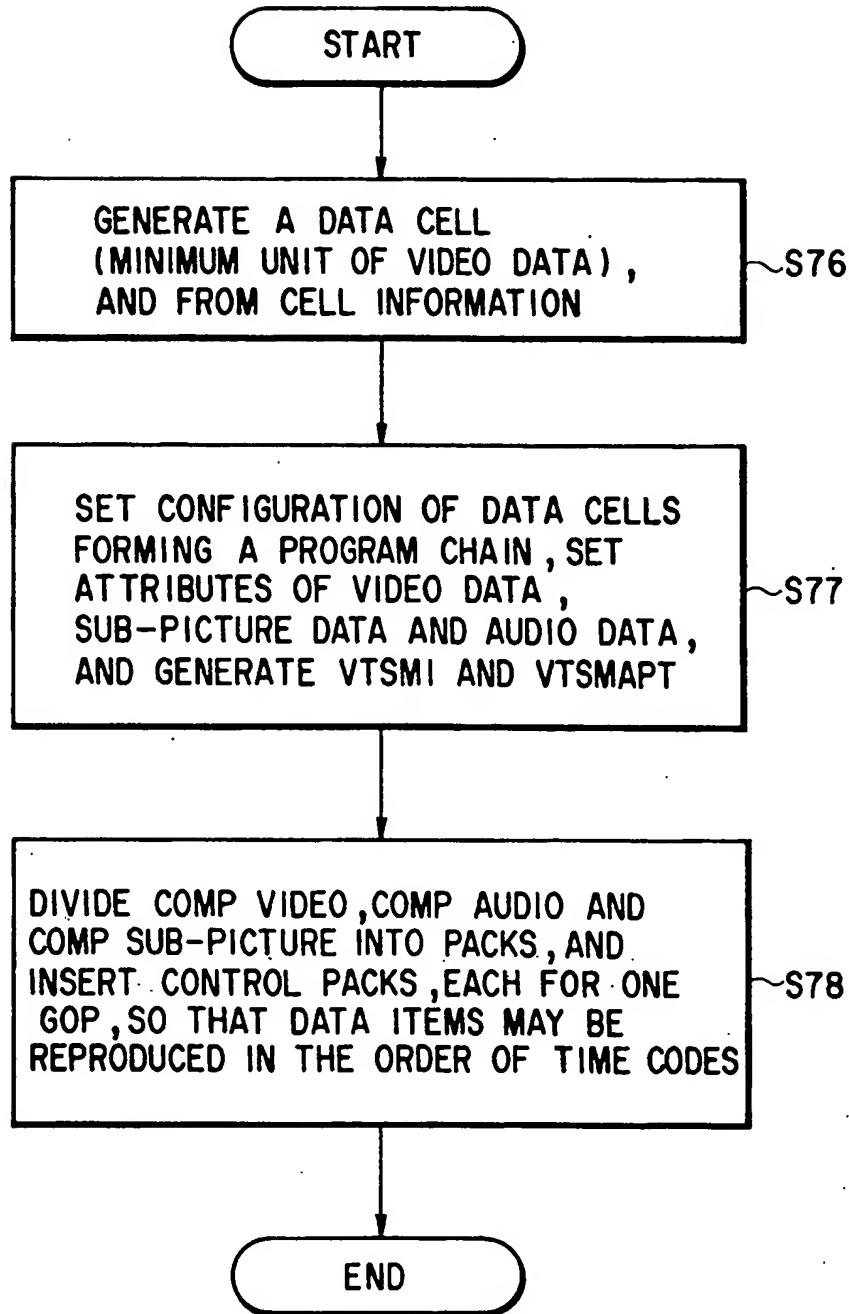 START
GENERATE A DATA CELL
(MINIMUM UNIT OF VIDEO DATA),
AND FROM CELL INFORMATION
S76
SET CONFIGURATION OF DATA CELLS
FORMING A PROGRAM CHAIN, SET
ATTRIBUTES OF VIDEO DATA,
SUB-PICTURE DATA AND AUDIO DATA,
AND GENERATE VTSMI AND VTSMAPT
S77
DIVIDE COMP VIDEO, COMP AUDIO AND
COMP SUB-PICTURE INTO PACKS, AND
INSERT CONTROL PACKS, EACH FOR ONE
GOP, SO THAT DATA ITEMS MAY BE
REPRODUCED IN THE ORDER OF TIME CODES
S78
END